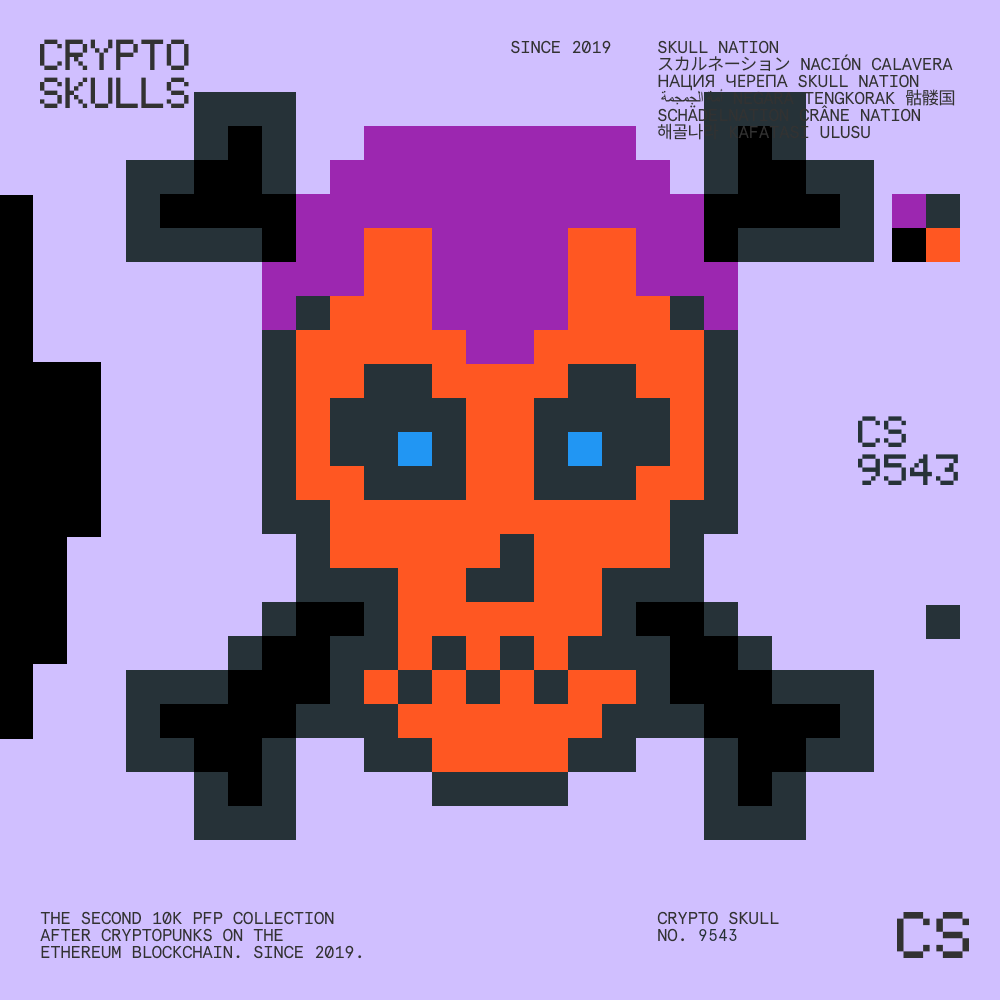 CRYPTO
SKULLS
SINCE 2019
SKULL NATION
スカルネーション NACIÓN CALAVERA
НАЦИЯ ЧЕРЕПА SKULL NATION
الجمجمة TENGKORAK 骷髅国
CRÂNE NATION
ULUSU
CS
9543
THE SECOND 10K PFP COLLECTION
AFTER CRYPTOPUNKS ON THE
ETHEREUM BLOCKCHAIN. SINCE 2019.
CRYPTO SKULL
NO. 9543
CS